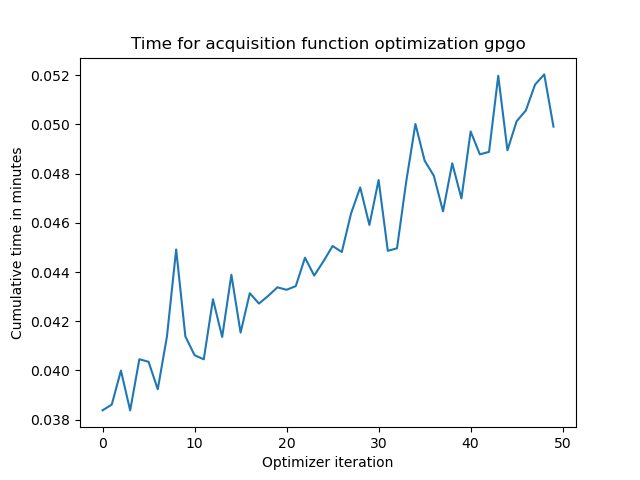 Time for acquisition function optimization gpgo
0.052
0.050
0.048
0.046
0.044
0.042
0.040
0.038
Cumulative time in minutes
0 10 20 30 40 50
Optimizer iteration